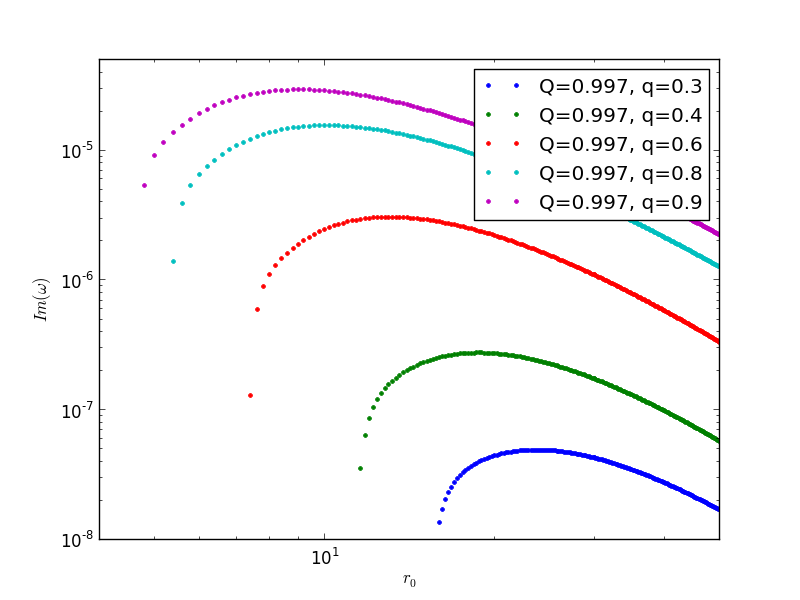 Q=0.997, q=0.3
Q=0.997, q=0.4
Q=0.997, q=0.6
Q=0.997, q=0.8
Q=0.997, q=0.9
10⁻⁵
10⁻⁶
10⁻⁷
10⁻⁸
Im(ω)
10¹
r₀